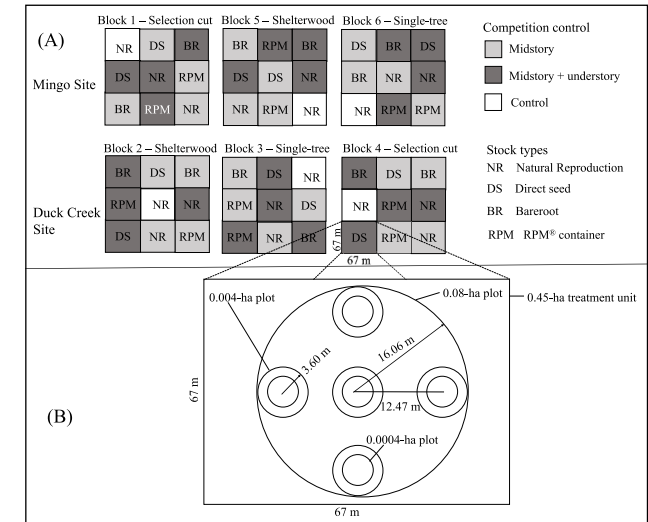 (A)
Block 1 – Selection cut Block 5 – Shelterwood Block 6 – Single-tree
NR DS BR BR RPM BR DS BR DS
Mingo Site
DS NR RPM DS DS NR BR NR NR
BR RPM NR NR RPM NR NR RPM RPM
Competition control
Midstory
Midstory + understory
Control
Block 2 – Shelterwood Block 3 – Single-tree Block 4 – Selection cut
BR DS BR BR DS NR BR DS BR
RPM NR NR RPM NR DS NR RPM NR
Duck Creek
Site
DS NR RPM RPM NR BR DS RPM NR
67 m
67 m
Stock types
NR Natural Reproduction
DS Direct seed
BR Bareroot
RPM RPM® container
(B)
0.004-ha plot
0.08-ha plot
0.45-ha treatment unit
16.06 m
3.60 m
12.47 m
67 m
0.0004-ha plot
67 m